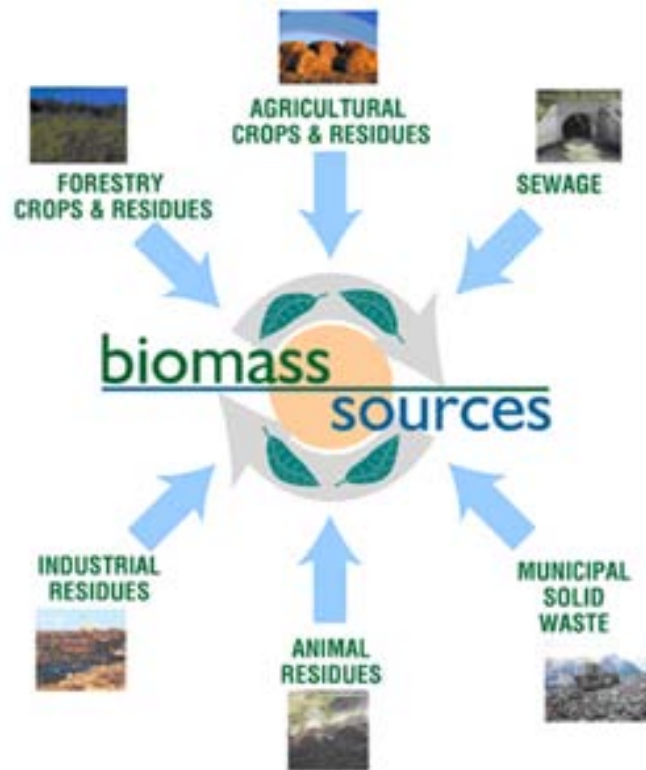 AGRICULTURAL
CROPS & RESIDUES
FORESTRY
CROPS & RESIDUES
SEWAGE
biomass
sources
INDUSTRIAL
RESIDUES
ANIMAL
RESIDUES
MUNICIPAL
SOLID
WASTE